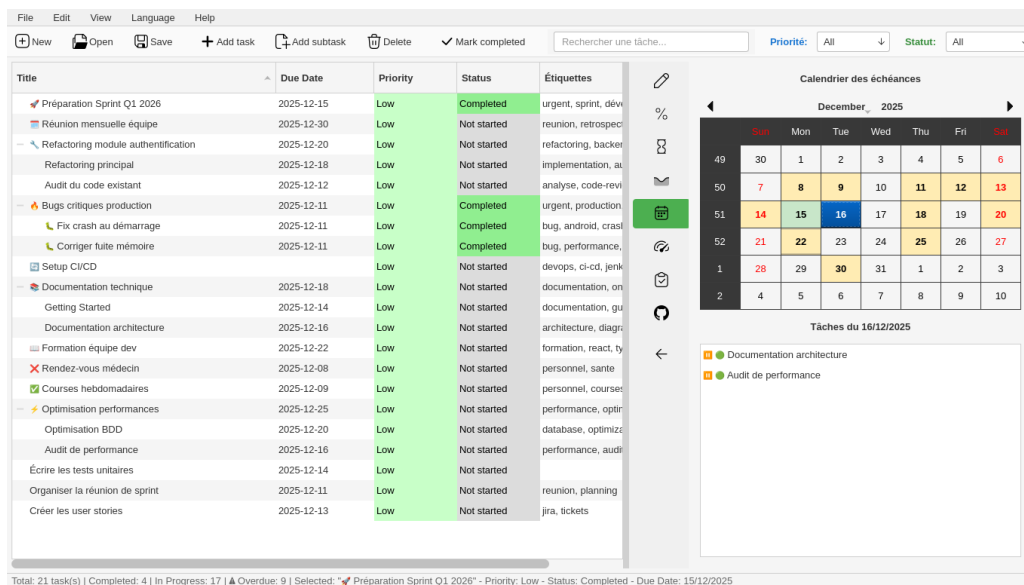 File Edit View Language Help
New Open Save Add task Add subtask Delete Mark completed Rechercher une tâche... Priorité: All Statut: All
Title Due Date Priority Status Étiquettes
🚀 Préparation Sprint Q1 2026 2025-12-15 Low Completed urgent, sprint, déve
🗓️ Réunion mensuelle équipe 2025-12-30 Low Not started reunion, retrospect
🔧 Refactoring module authentification 2025-12-20 Low Not started refactoring, backer
Refactoring principal 2025-12-18 Low Not started implementation, au
Audit du code existant 2025-12-12 Low Not started analyse, code-revi
🔥 Bugs critiques production 2025-12-11 Low Completed urgent, production,
🐛 Fix crash au démarrage 2025-12-11 Low Completed bug, android, crash
🐛 Corriger fuite mémoire 2025-12-11 Low Completed bug, performance,
🔄 Setup CI/CD 2025-12-18 Low Not started devops, ci-cd, jenk
📚 Documentation technique 2025-12-18 Low Not started documentation, on
Getting Started 2025-12-14 Low Not started documentation, gu
Documentation architecture 2025-12-16 Low Not started architecture, diagra
📖 Formation équipe dev 2025-12-22 Low Not started formation, react, ty
❌ Rendez-vous médecin 2025-12-08 Low Not started personnel, sante
✅ Courses hebdomadaires 2025-12-09 Low Not started personnel, courses
⚡ Optimisation performances 2025-12-25 Low Not started performance, optim
Optimisation BDD 2025-12-20 Low Not started database, optimiza
Audit de performance 2025-12-16 Low Not started performance, audi
Écrire les tests unitaires 2025-12-14 Low Not started
Organiser la réunion de sprint 2025-12-11 Low Not started reunion, planning
Créer les user stories 2025-12-13 Low Not started jira, tickets
Calendrier des échéances
December 2025
Sun Mon Tue Wed Thu Fri Sat
49 30 1 2 3 4 5 6
50 7 8 9 10 11 12 13
51 14 15 16 17 18 19 20
52 21 22 23 24 25 26 27
1 28 29 30 31 1 2 3
2 4 5 6 7 8 9 10
Tâches du 16/12/2025
Documentation architecture
Audit de performance
Total: 21 task(s) | Completed: 4 | In Progress: 17 | Overdue: 9 | Selected: "🚀 Préparation Sprint Q1 2026" - Priority: Low - Status: Completed - Due Date: 15/12/2025